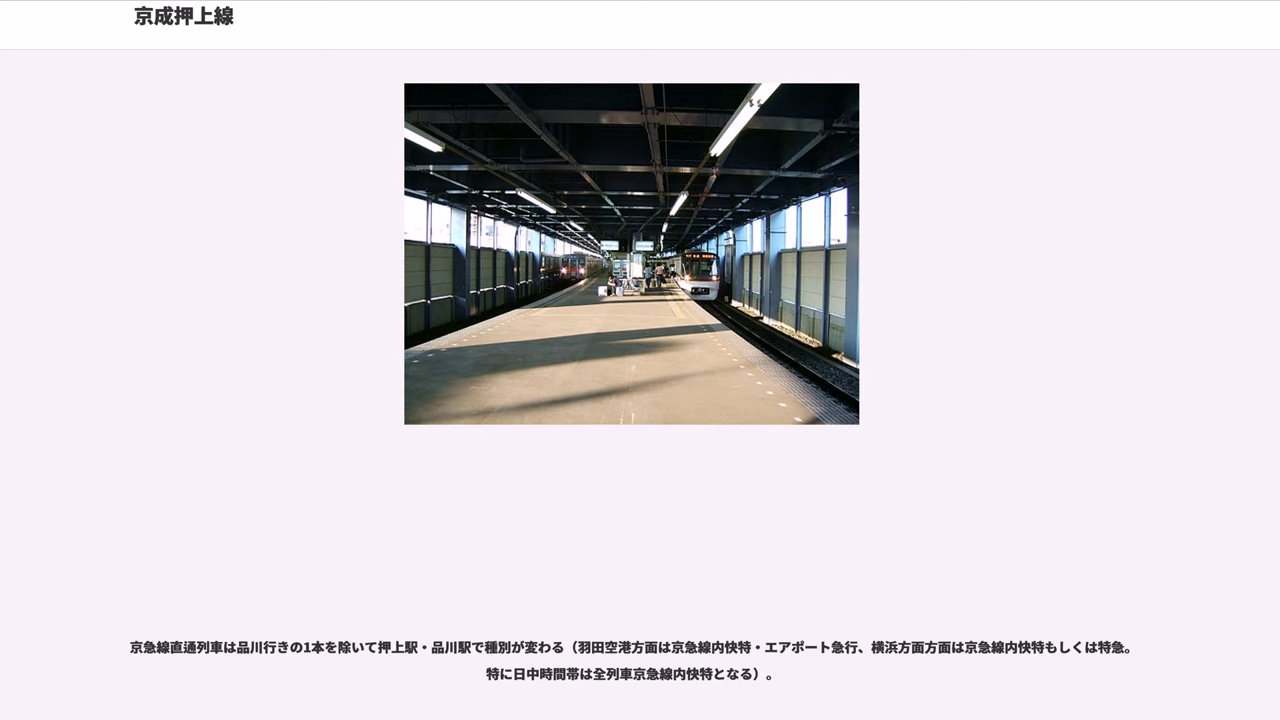 京成押上線
京急線直通列車は品川行きの1本を除いて押上駅・品川駅で種別が変わる（羽田空港方面は京急線内快特・エアポート急行、横浜方面方面は京急線内快特もしくは特急。
特に日中時間帯は全列車京急線内快特となる）。